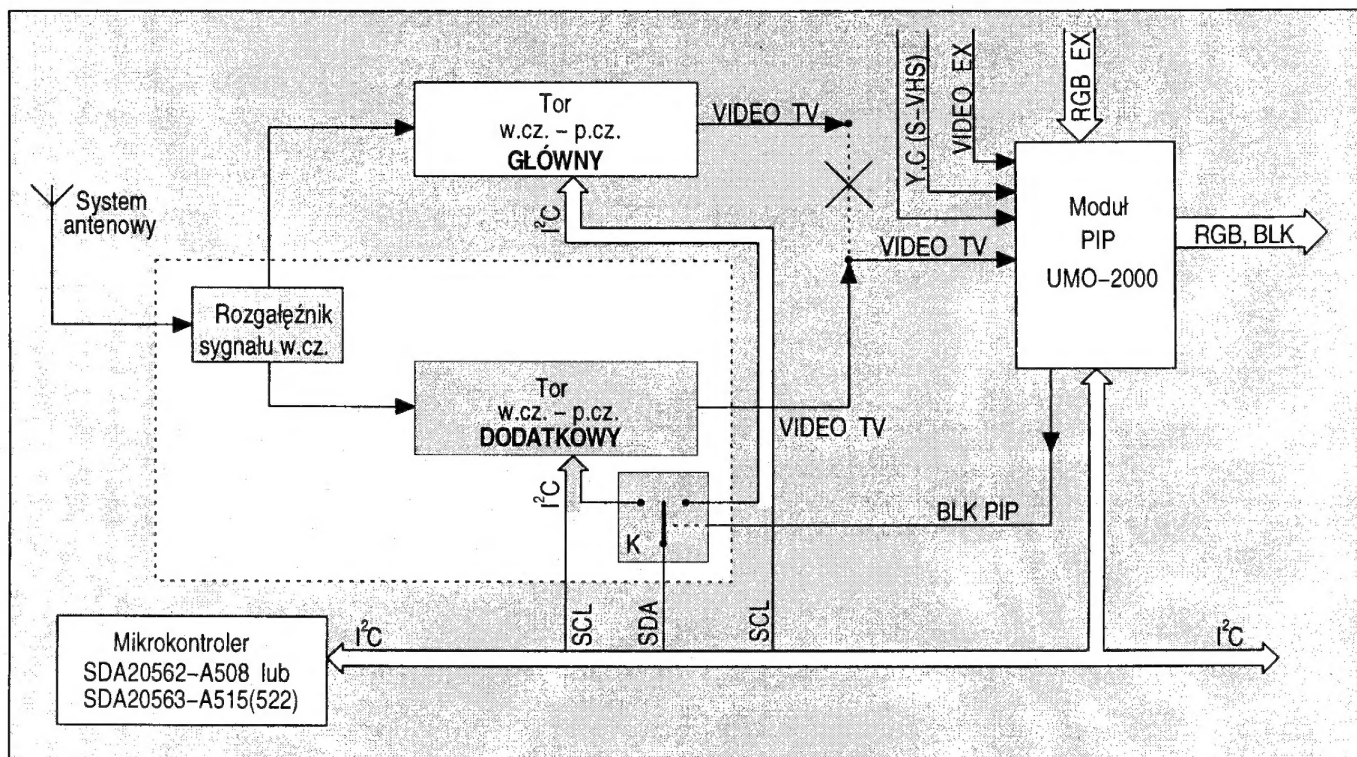 RGB EX
Y,C (S-VHS)
VIDEO EX
Tor
w.cz. – p.cz.
GŁÓWNY
VIDEO TV
System
antenowy
I²C
Moduł
PIP
UMO-2000
RGB, BLK
VIDEO TV
Rozgałęźnik
sygnału w.cz.
Tor
w.cz. – p.cz.
DODATKOWY
VIDEO TV
I²C
K
BLK PIP
SCL
SDA
SCL
Mikrokontroler
SDA20562-A508 lub
SDA20563-A515(522)
I²C
I²C